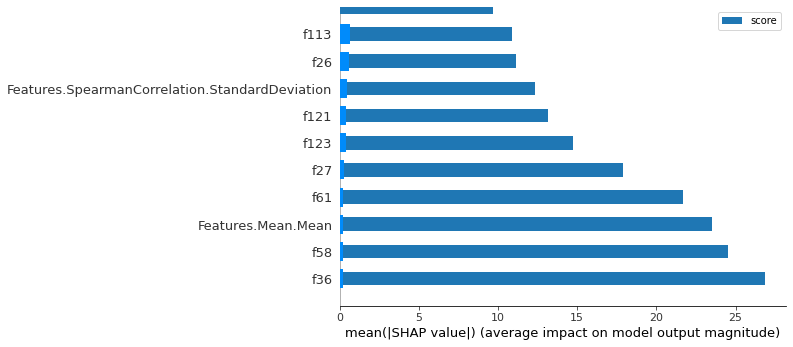 score
f113
f26
Features.SpearmanCorrelation.StandardDeviation
f121
f123
f27
f61
Features.Mean.Mean
f58
f36
0 5 10 15 20 25
mean(|SHAP value|) (average impact on model output magnitude)